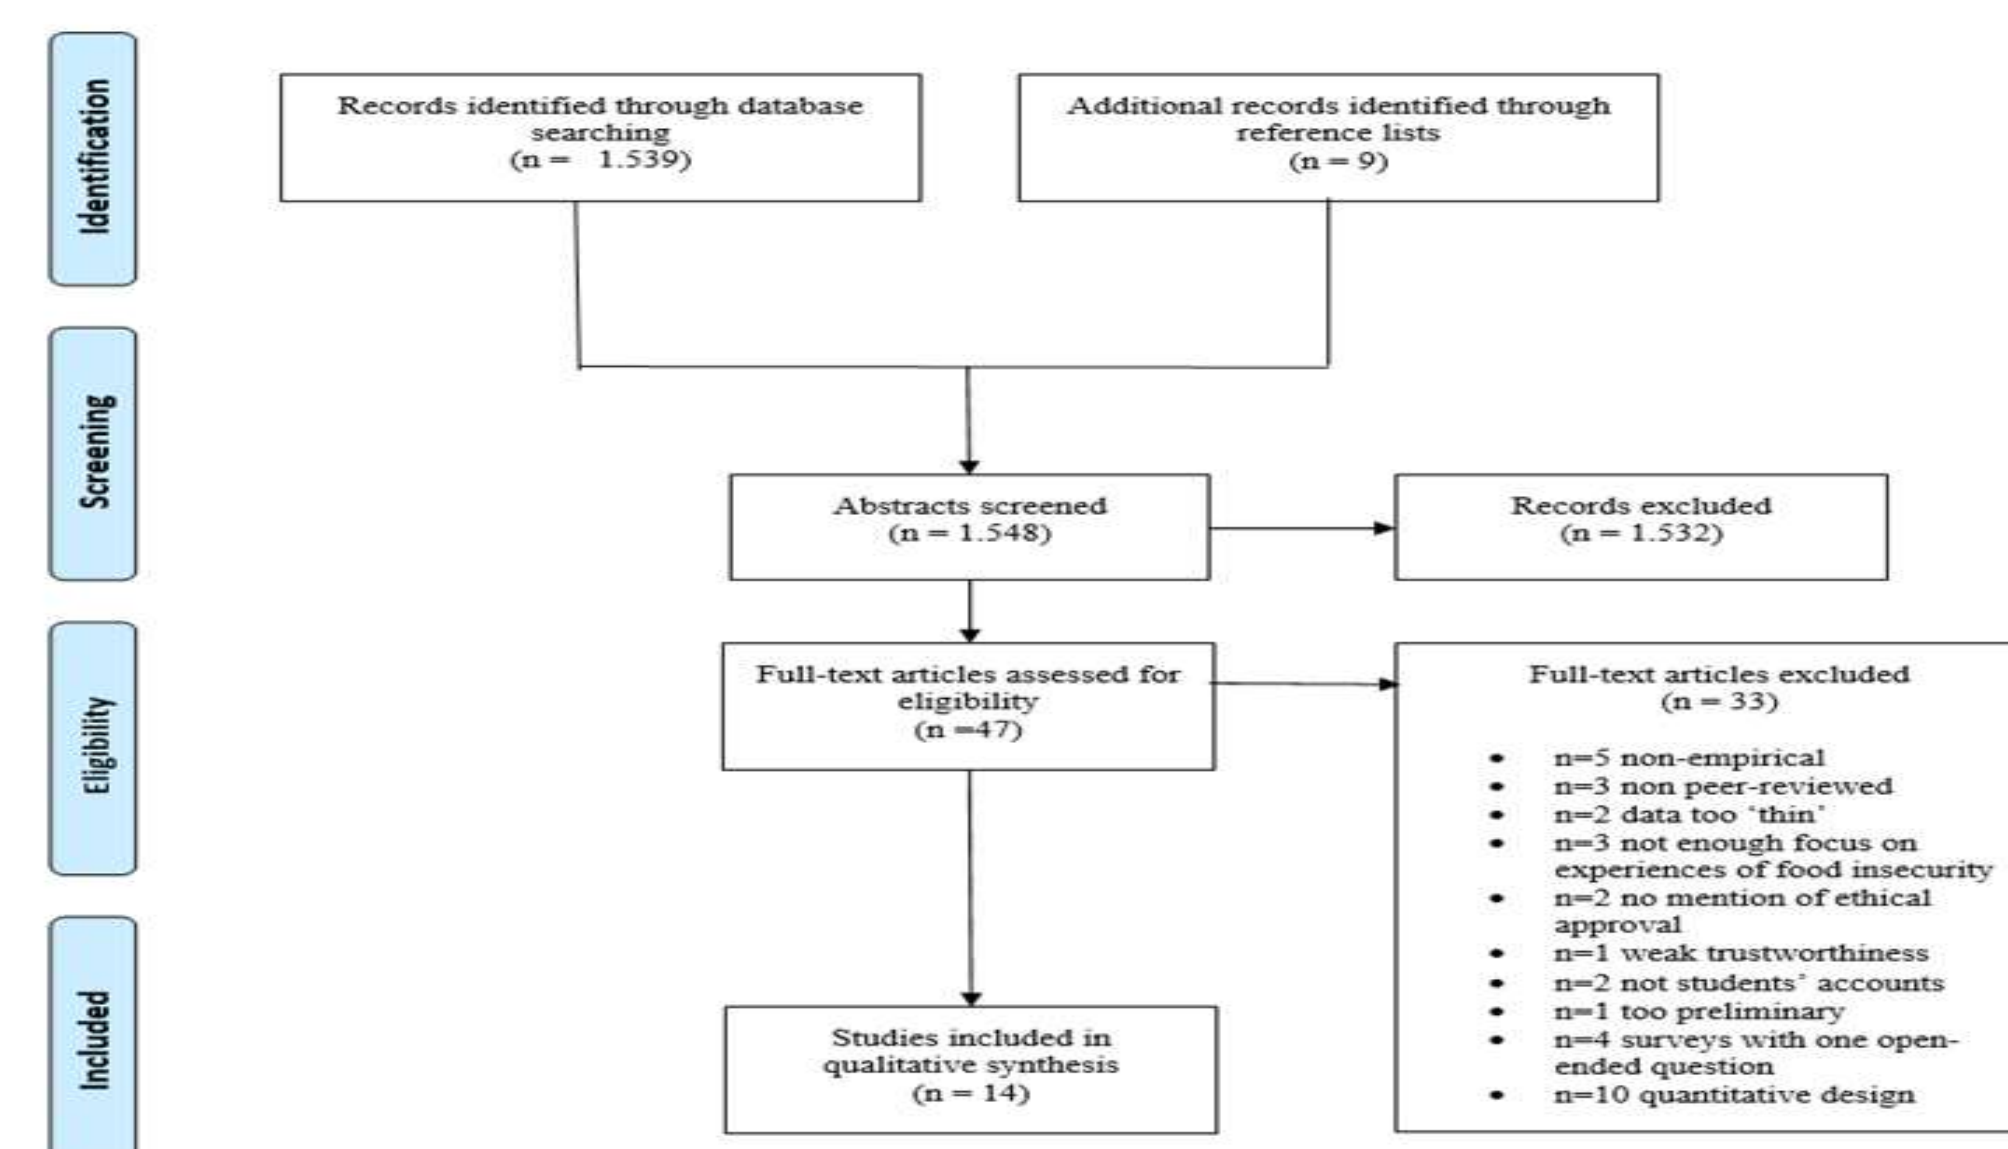 Identification
Records identified through database
searching
(n =   1.539)
Additional records identified through
reference lists
(n = 9)
Screening
Abstracts screened
(n = 1.548)
Records excluded
(n = 1.532)
Eligibility
Full-text articles assessed for
eligibility
(n =47)
Full-text articles excluded
(n = 33)
• n=5 non-empirical
• n=3 non peer-reviewed
• n=2 data too ‘thin’
• n=3 not enough focus on
experiences of food insecurity
• n=2 no mention of ethical
approval
• n=1 weak trustworthiness
• n=2 not students’ accounts
• n=1 too preliminary
• n=4 surveys with one open-
ended question
• n=10 quantitative design
Included
Studies included in
qualitative synthesis
(n = 14)